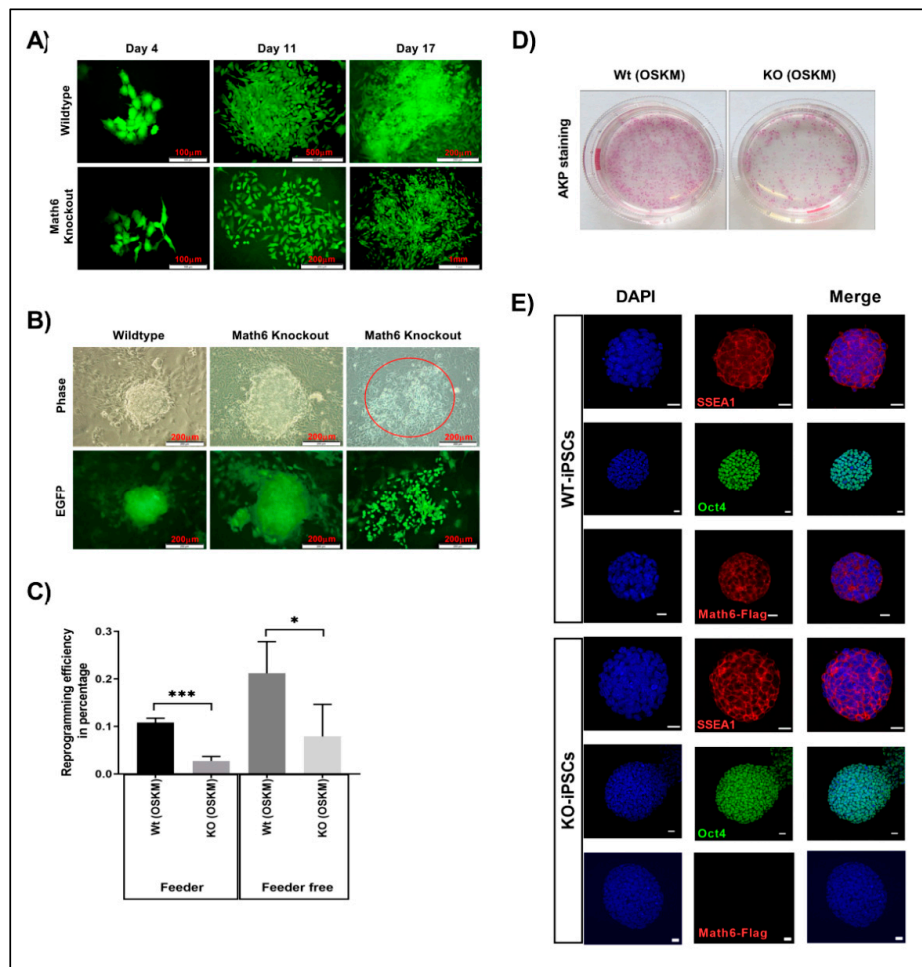 A)
Day 4 Day 11 Day 17
Wildtype
100µm 500µm 200µm
Math6 Knockout
100µm 500µm 1mm
B)
Wildtype Math6 Knockout Math6 Knockout
Phase
200µm 200µm 200µm
EGFP
200µm 200µm 200µm
C)
Reprogramming efficiency
in percentage
0.3
0.2
0.1
0.0
***
*
Wt (OSKM) KO (OSKM) Wt (OSKM) KO (OSKM)
Feeder Feeder free
D)
Wt (OSKM) KO (OSKM)
AKP staining
E)
DAPI Merge
WT-iPSCs
SSEA1
Oct4
Math6-Flag
KO-iPSCs
SSEA1
Oct4
Math6-Flag